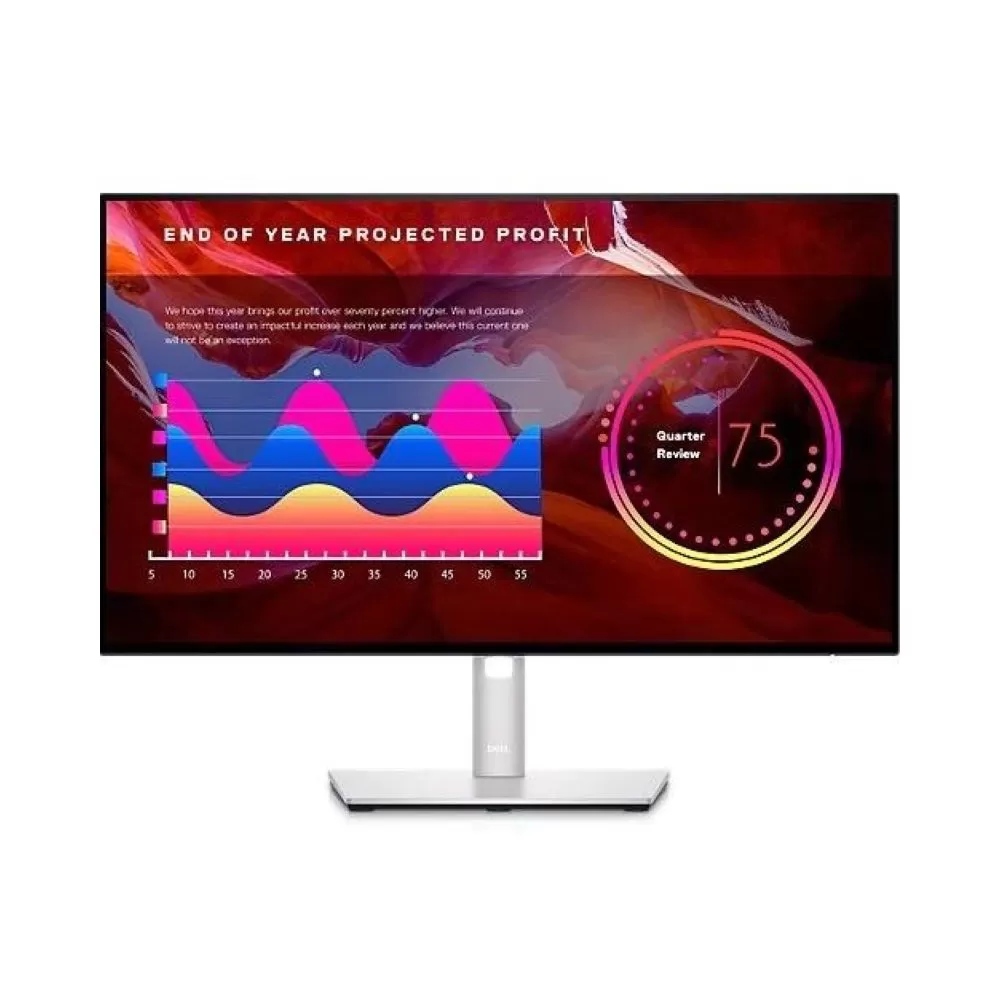 END OF YEAR PROJECTED PROFIT
We hope this year brings our profit over seventy percent higher. We will continue
to strive to create an impactful increase each year and we believe this current one
will not be an exception.
Quarter
Review
75
5 10 15 20 25 30 35 40 45 50 55
DELL